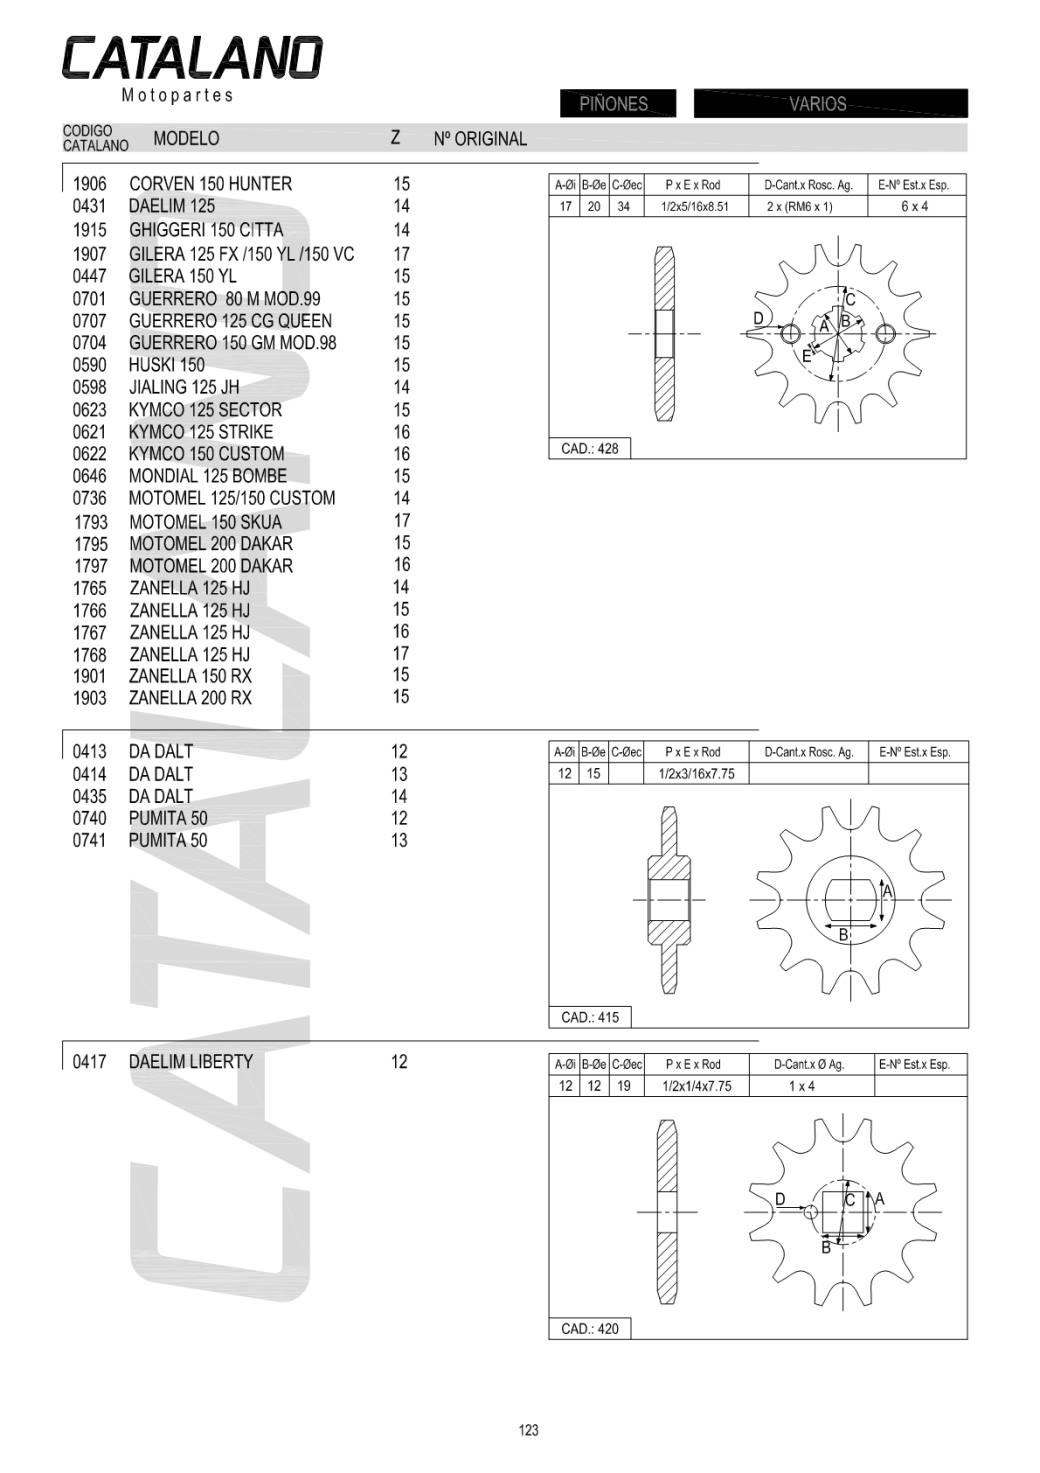 CATALANO
Motopartes
PIÑONES
VARIOS
CODIGO CATALANO MODELO Z Nº ORIGINAL
1906 CORVEN 150 HUNTER 15
0431 DAELIM 125 14
1915 GHIGGERI 150 CITTA 14
1907 GILERA 125 FX /150 YL /150 VC 17
0447 GILERA 150 YL 15
0701 GUERRERO 80 M MOD.99 15
0707 GUERRERO 125 CG QUEEN 15
0704 GUERRERO 150 GM MOD.98 15
0590 HUSKI 150 15
0598 JIALING 125 JH 14
0623 KYMCO 125 SECTOR 15
0621 KYMCO 125 STRIKE 16
0622 KYMCO 150 CUSTOM 16
0646 MONDIAL 125 BOMBE 15
0736 MOTOMEL 125/150 CUSTOM 14
1793 MOTOMEL 150 SKUA 17
1795 MOTOMEL 200 DAKAR 15
1797 MOTOMEL 200 DAKAR 16
1765 ZANELLA 125 HJ 14
1766 ZANELLA 125 HJ 15
1767 ZANELLA 125 HJ 16
1768 ZANELLA 125 HJ 17
1901 ZANELLA 150 RX 15
1903 ZANELLA 200 RX 15
A-Øi B-Øe C-Øec P x E x Rod D-Cant.x Rosc. Ag. E-Nº Est.x Esp.
17 20 34 1/2x5/16x8.51 2 x (RM6 x 1) 6 x 4
C
D A B
E
CAD.: 428
0413 DA DALT 12
0414 DA DALT 13
0435 DA DALT 14
0740 PUMITA 50 12
0741 PUMITA 50 13
A-Øi B-Øe C-Øec P x E x Rod D-Cant.x Rosc. Ag. E-Nº Est.x Esp.
12 15 1/2x3/16x7.75
A
B
CAD.: 415
0417 DAELIM LIBERTY 12
A-Øi B-Øe C-Øec P x E x Rod D-Cant.x Ø Ag. E-Nº Est.x Esp.
12 12 19 1/2x1/4x7.75 1 x 4
D C A
B
CAD.: 420
CATALANO
123